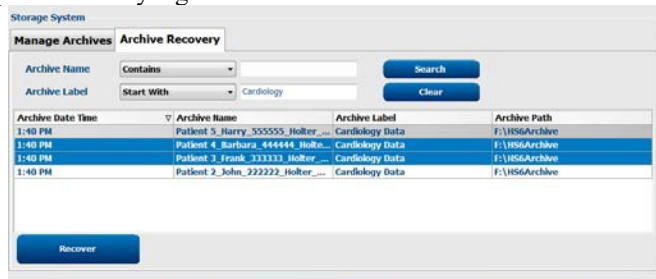 Storage System
Manage Archives Archive Recovery
Archive Name Contains Search
Archive Label Start With Cardiology Clear
Archive Date Time Archive Name Archive Label Archive Path
1:40 PM Patient 5_Harry_555555_Holter_... Cardiology Data F:\HS6Archive
1:40 PM Patient 4_Barbara_444444_Holte... Cardiology Data F:\HS6Archive
1:40 PM Patient 3_Frank_333333_Holter_... Cardiology Data F:\HS6Archive
1:40 PM Patient 2_John_222222_Holter_... Cardiology Data F:\HS6Archive
Recover